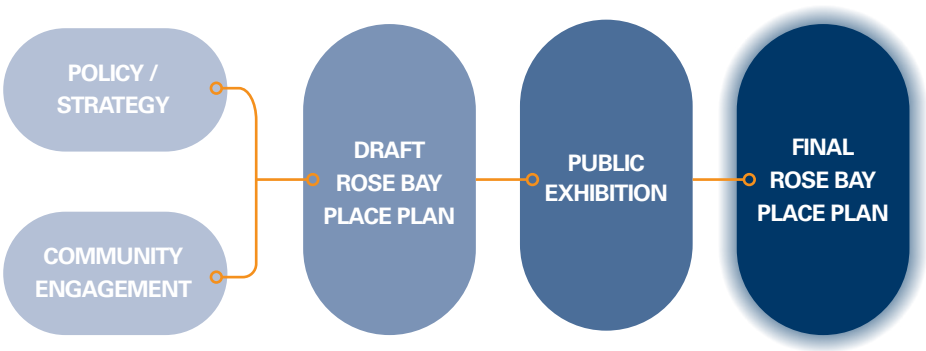 POLICY /
STRATEGY
COMMUNITY
ENGAGEMENT
DRAFT
ROSE BAY
PLACE PLAN
PUBLIC
EXHIBITION
FINAL
ROSE BAY
PLACE PLAN